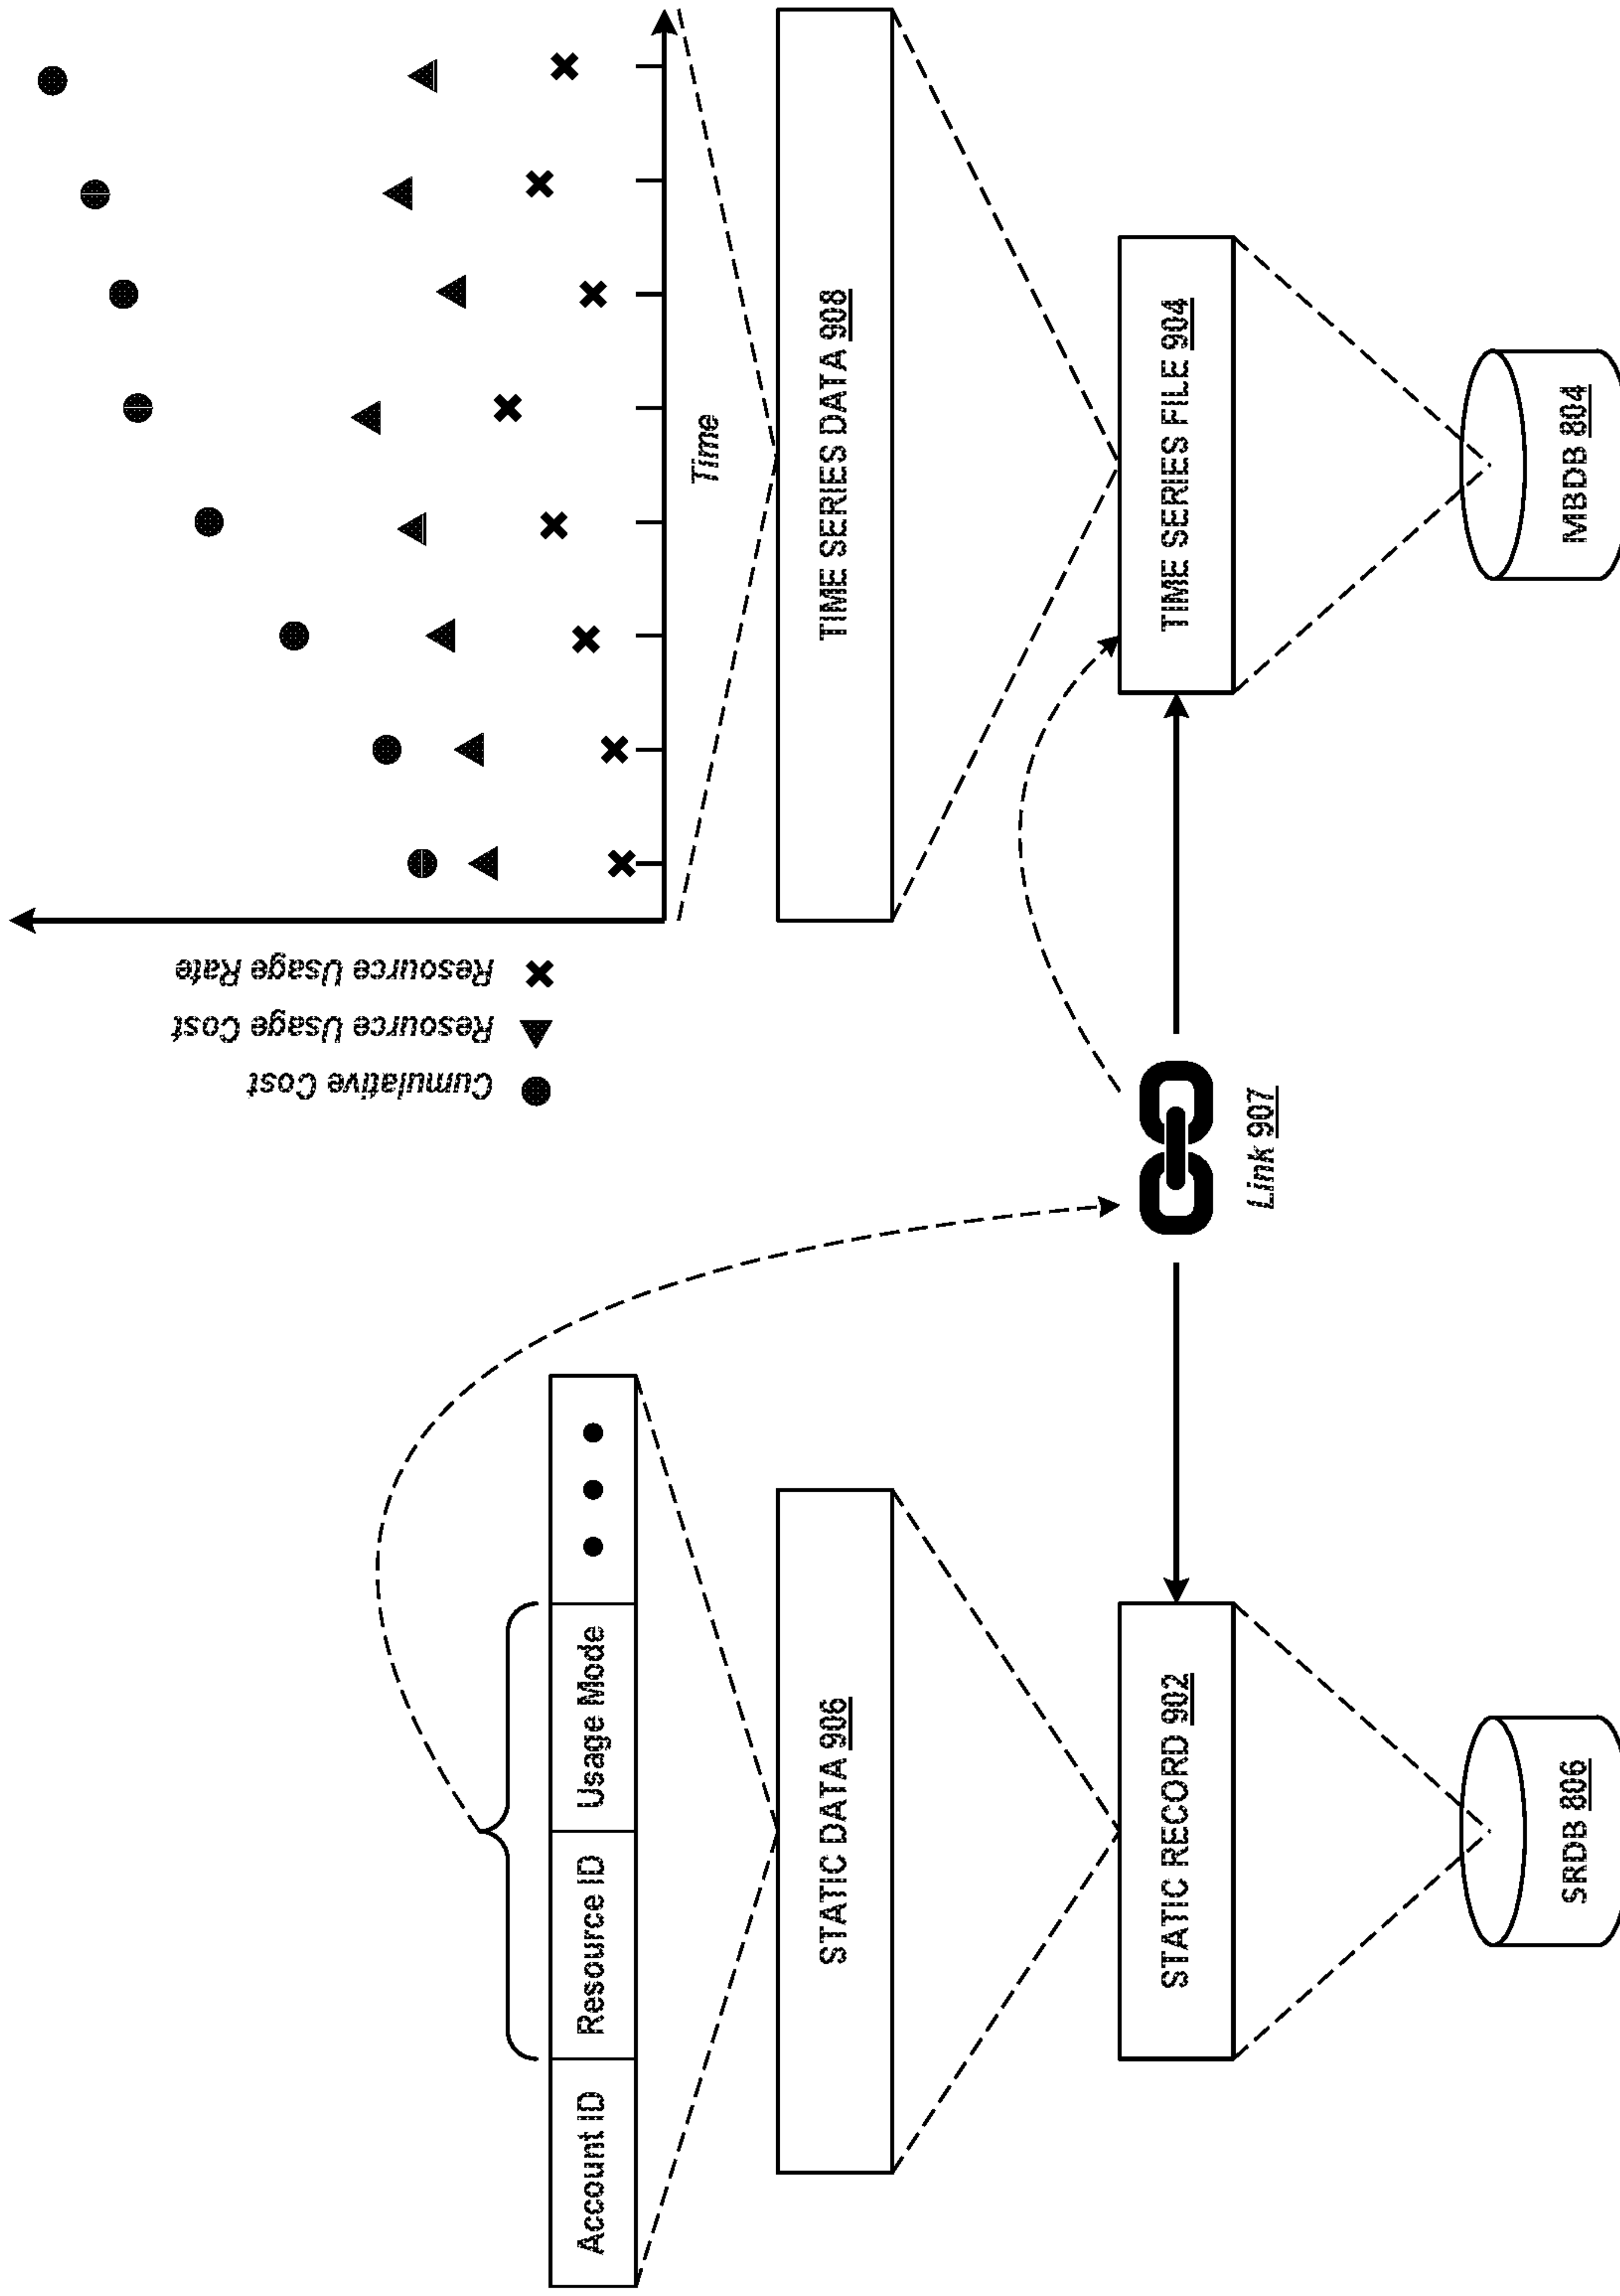 Cumulative Cost
Resource Usage Cost
Resource Usage Rate
Time
Account ID
Resource ID
Usage Mode
STATIC DATA 906
TIME SERIES DATA 908
STATIC RECORD 902
Link 907
TIME SERIES FILE 904
SRDB 806
MBDB 804